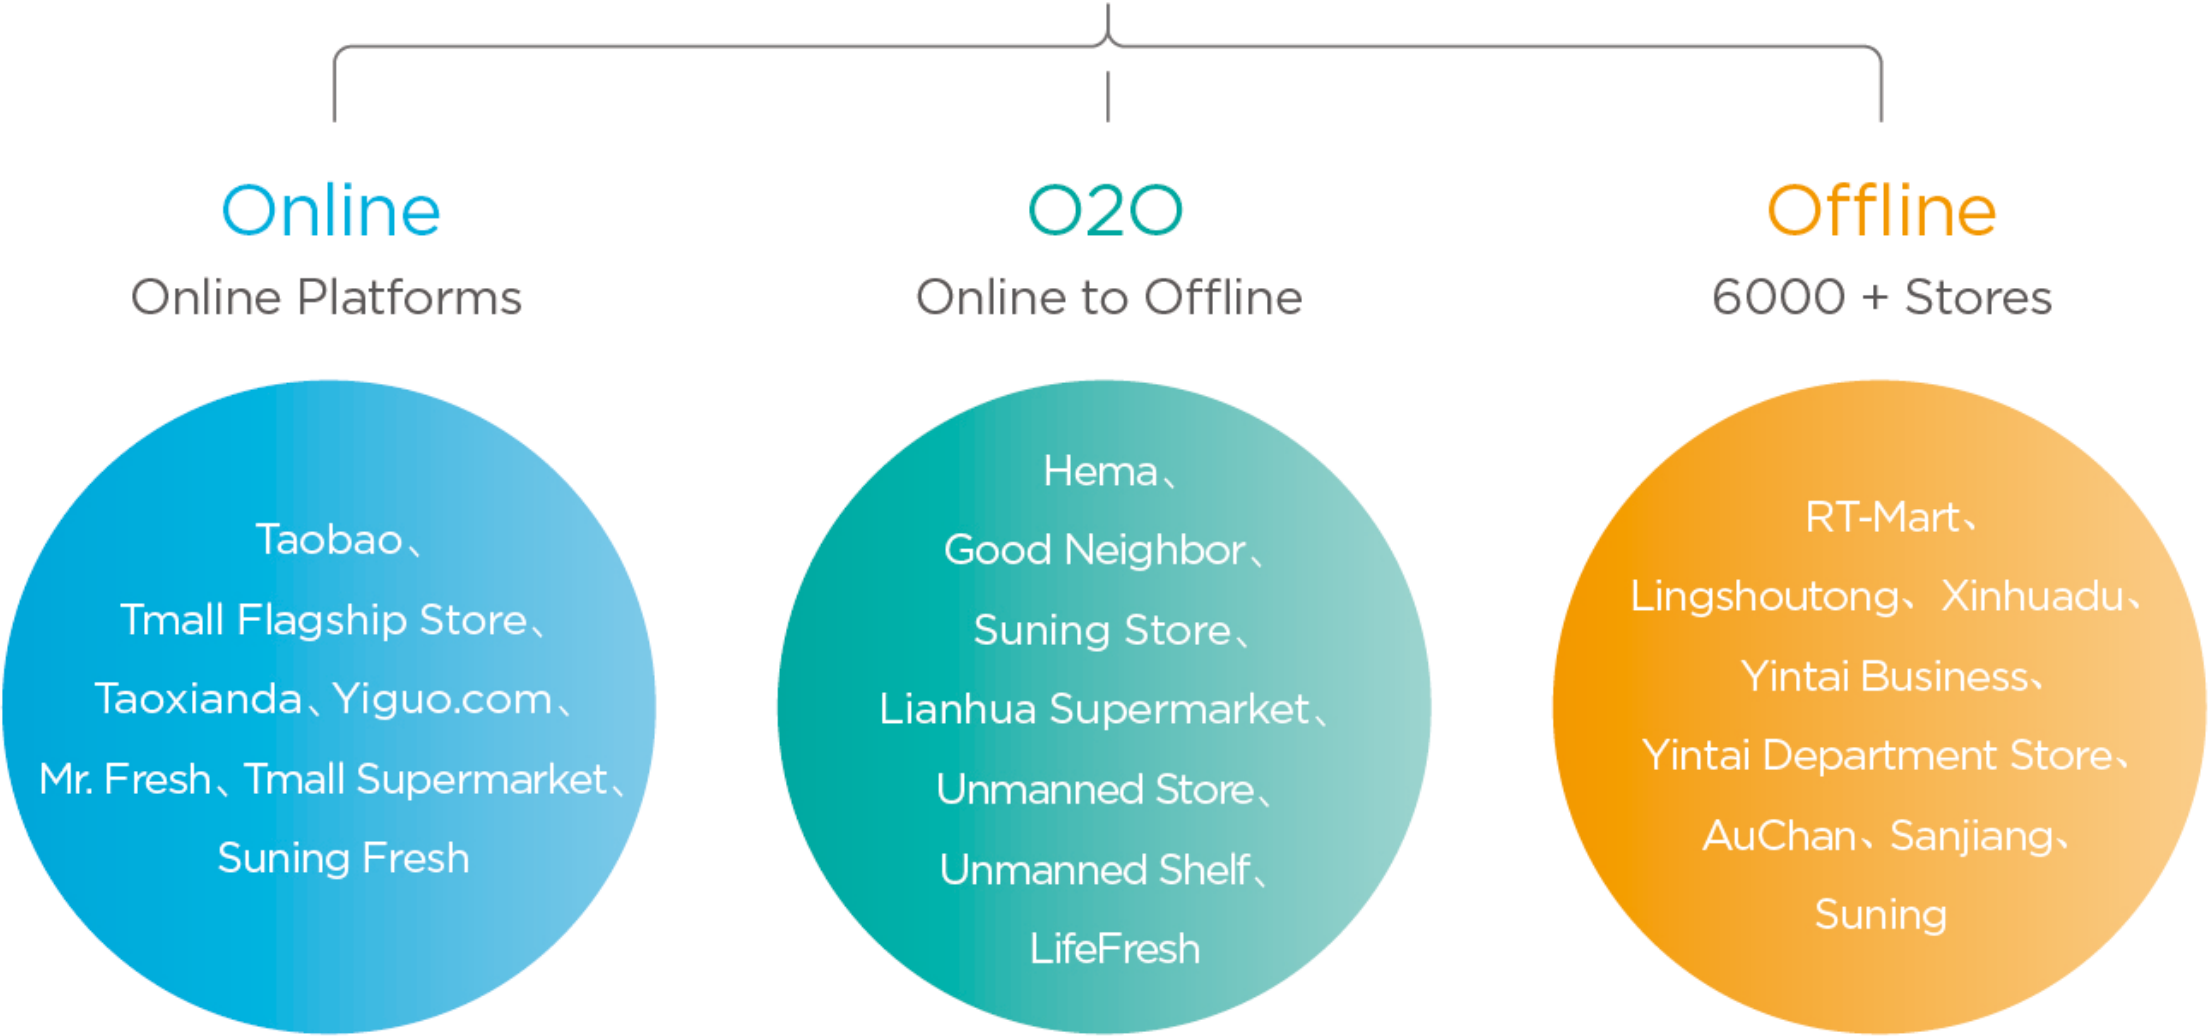 Online
Online Platforms
Taobao、
Tmall Flagship Store、
Taoxianda、Yiguo.com、
Mr. Fresh、Tmall Supermarket、
Suning Fresh
O2O
Online to Offline
Hema、
Good Neighbor、
Suning Store、
Lianhua Supermarket、
Unmanned Store、
Unmanned Shelf、
LifeFresh
Offline
6000 + Stores
RT-Mart、
Lingshoutong、Xinhuadu、
Yintai Business、
Yintai Department Store、
AuChan、Sanjiang、
Suning